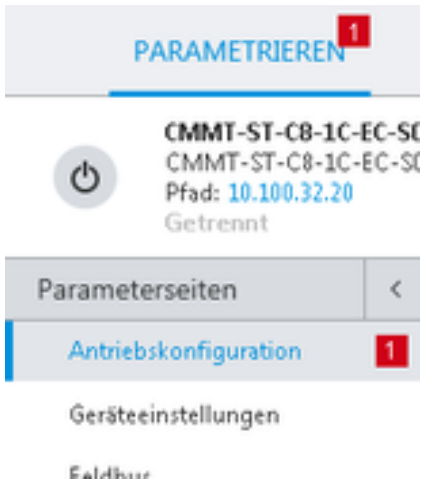 PARAMETRIEREN 1
CMMT-ST-C8-1C-EC-S0
CMMT-ST-C8-1C-EC-S0
Pfad: 10.100.32.20
Getrennt
Parameterseiten <
Antriebskonfiguration 1
Geräteeinstellungen
Feldbus